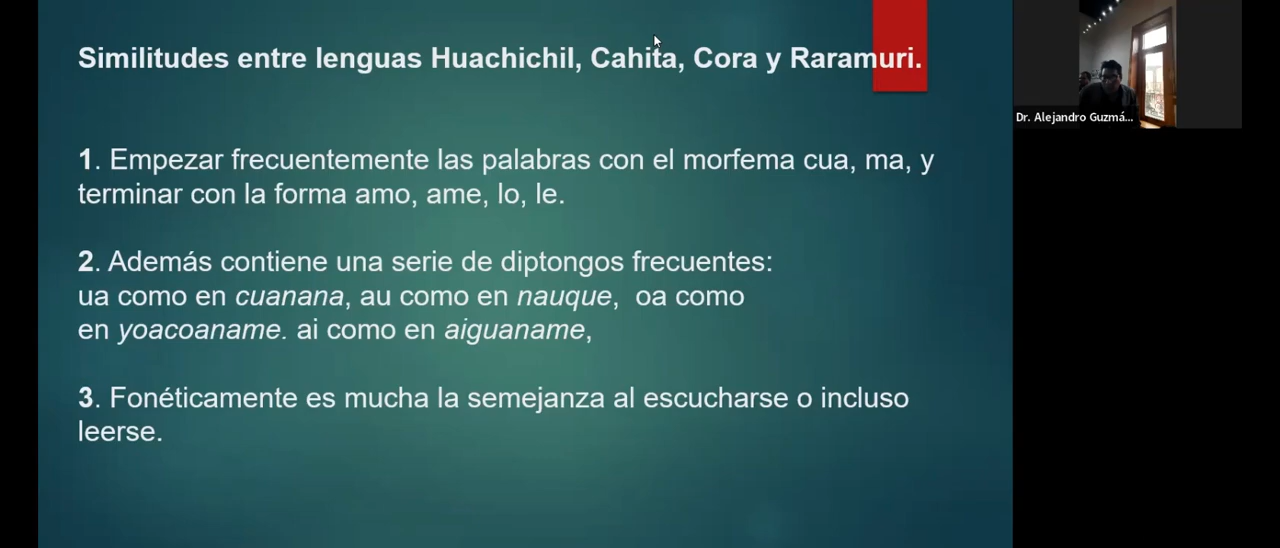 Similitudes entre lenguas Huachichil, Cahita, Cora y Raramuri.
1. Empezar frecuentemente las palabras con el morfema cua, ma, y
terminar con la forma amo, ame, lo, le.
2. Además contiene una serie de diptongos frecuentes:
ua como en cuanana, au como en nauque, oa como
en yoacoaname. ai como en aiguaname,
3. Fonéticamente es mucha la semejanza al escucharse o incluso
leerse.
Dr. Alejandro Guzmá...